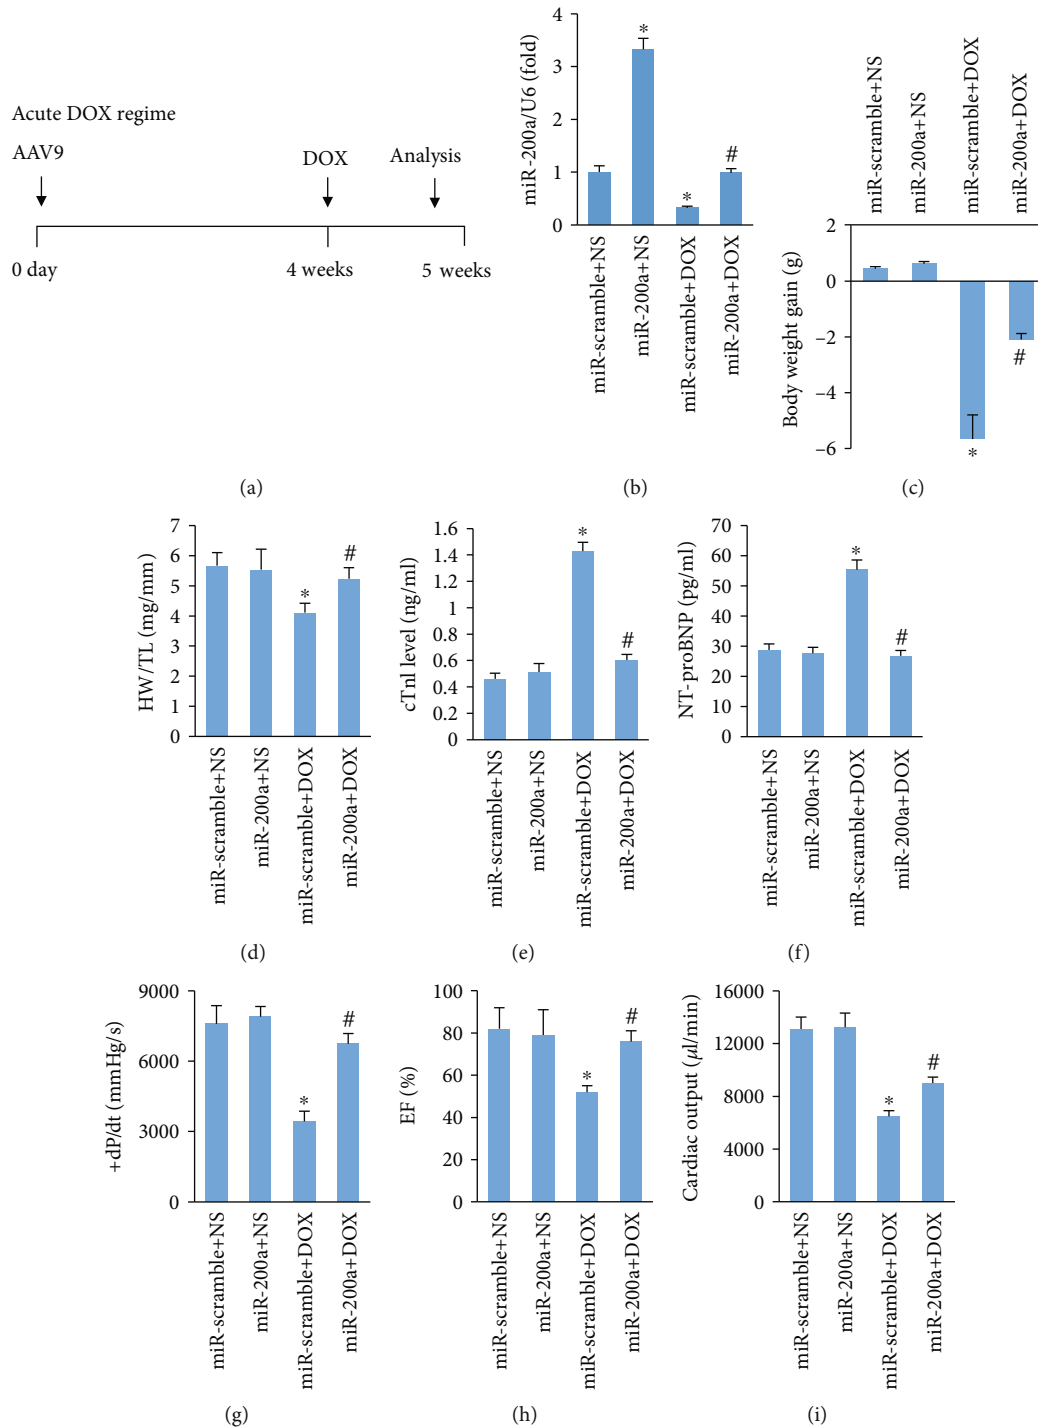 Acute DOX regime
AAV9
DOX
Analysis
0 day
4 weeks
5 weeks
(a)
miR-200a/U6 (fold)
4
3
2
1
0
*
*
#
miR-scramble+NS
miR-200a+NS
miR-scramble+DOX
miR-200a+DOX
(b)
miR-scramble+NS
miR-200a+NS
miR-scramble+DOX
miR-200a+DOX
Body weight gain (g)
2
0
−2
−4
−6
*
#
(c)
HW/TL (mg/mm)
7
6
5
4
3
2
1
0
*
#
miR-scramble+NS
miR-200a+NS
miR-scramble+DOX
miR-200a+DOX
(d)
cTnl level (ng/ml)
1.6
1.4
1.2
1
0.8
0.6
0.4
0.2
0
*
#
miR-scramble+NS
miR-200a+NS
miR-scramble+DOX
miR-200a+DOX
(e)
NT-proBNP (pg/ml)
70
60
50
40
30
20
10
0
*
#
miR-scramble+NS
miR-200a+NS
miR-scramble+DOX
miR-200a+DOX
(f)
+dP/dt (mmHg/s)
9000
6000
3000
0
*
#
miR-scramble+NS
miR-200a+NS
miR-scramble+DOX
miR-200a+DOX
(g)
EF (%)
100
80
60
40
20
0
*
#
miR-scramble+NS
miR-200a+NS
miR-scramble+DOX
miR-200a+DOX
(h)
Cardiac output (μl/min)
16000
12000
8000
4000
0
*
#
miR-scramble+NS
miR-200a+NS
miR-scramble+DOX
miR-200a+DOX
(i)